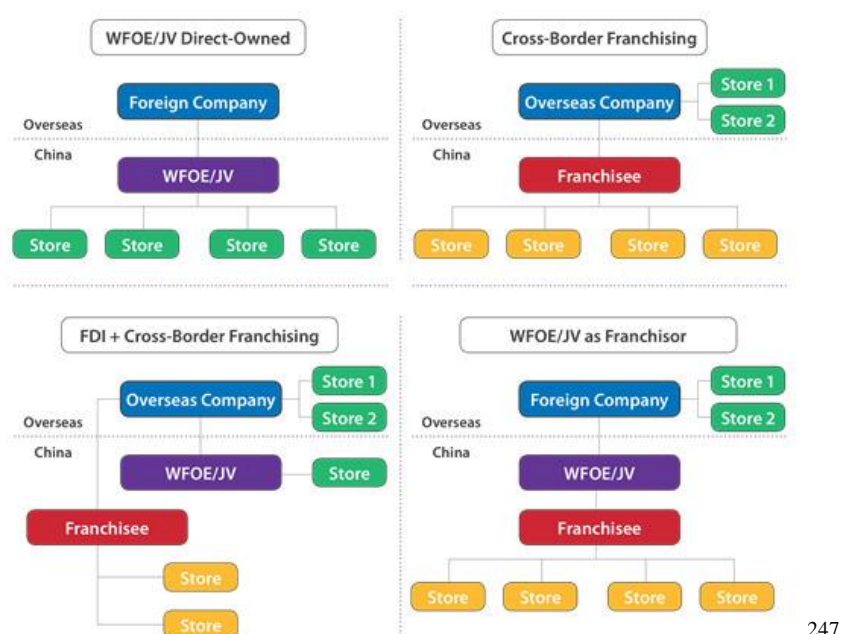 WFOE/JV Direct-Owned
Foreign Company
Overseas
China
WFOE/JV
Store Store Store Store
Cross-Border Franchising
Overseas Company
Store 1
Store 2
Overseas
China
Franchisee
Store Store Store Store
FDI + Cross-Border Franchising
Overseas Company
Store 1
Store 2
Overseas
China
WFOE/JV Store
Franchisee
Store
Store
WFOE/JV as Franchisor
Foreign Company
Store 1
Store 2
Overseas
China
WFOE/JV
Franchisee
Store Store Store Store
247